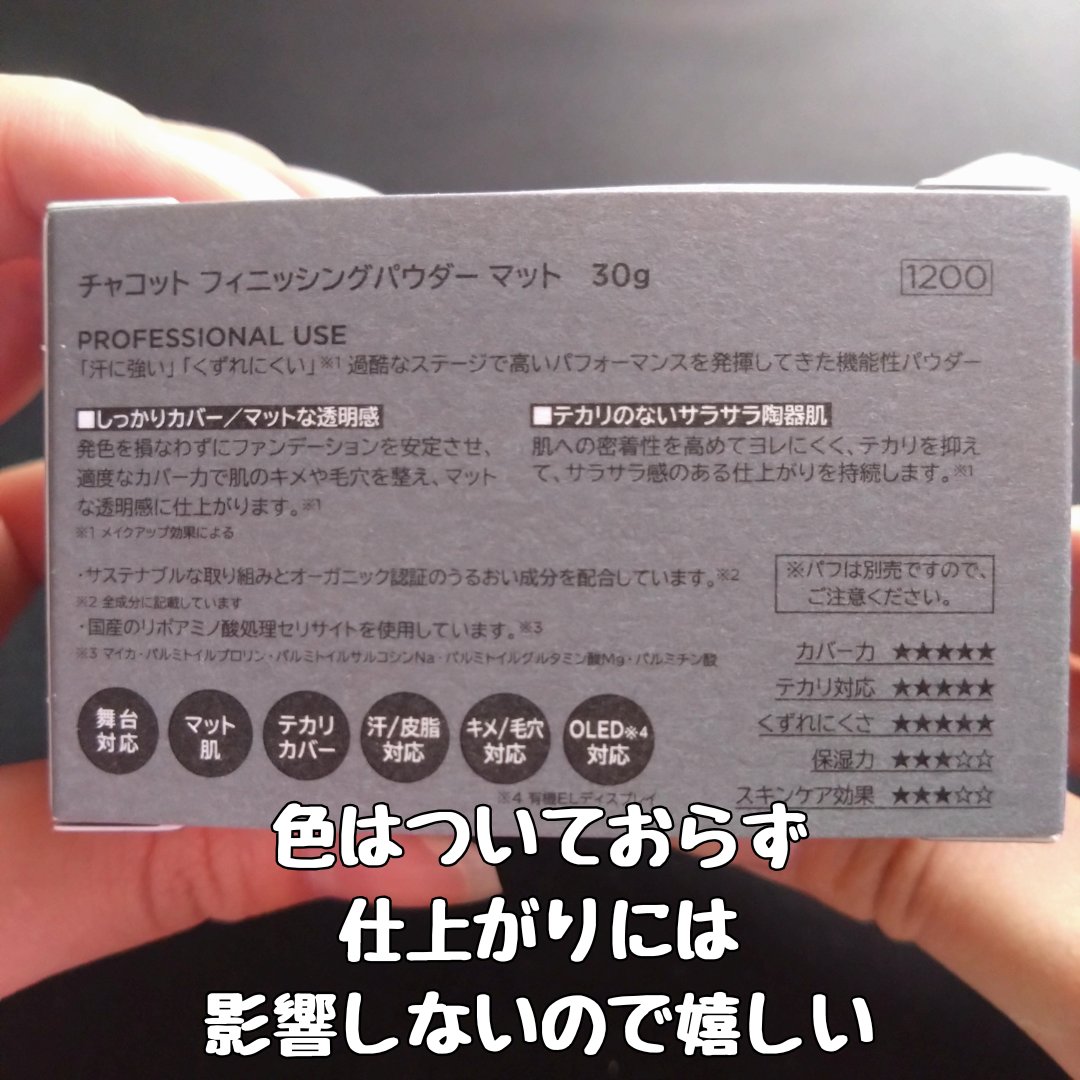 チャコット フィニッシングパウダー マット 30g
1200
PROFESSIONAL USE
「汗に強い」「くずれにくい」※1 過酷なステージで高いパフォーマンスを発揮してきた機能性パウダー
■しっかりカバー/マットな透明感
発色を損なわずにファンデーションを安定させ、
適度なカバー力で肌のキメや毛穴を整え、マット
な透明感に仕上がります。※1
※1 メイクアップ効果による
■テカリのないサラサラ陶器肌
肌への密着性を高めてヨレにくく、テカリを抑え
て、サラサラ感のある仕上がりを持続します。※1
・サステナブルな取り組みとオーガニック認証のうるおい成分を配合しています。※2
※2 全成分に記載しています
・国産のリポアミノ酸処理セリサイトを使用しています。※3
※3 マイカ・パルミトイルプロリン・パルミトイルサルコシンNa・パルミトイルグルタミン酸Mg・パルミチン酸
※パフは別売ですので、
ご注意ください。
カバー力 ★★★★★
テカリ対応 ★★★★★
くずれにくさ ★★★★★
保湿力 ★★★☆☆
スキンケア効果 ★★★☆☆
舞台
対応
マット
肌
テカリ
カバー
汗/皮脂
対応
キメ/毛穴
対応
OLED※4
対応
※4 有機ELディスプレイ
色はついておらず
仕上がりには
影響しないので嬉しい